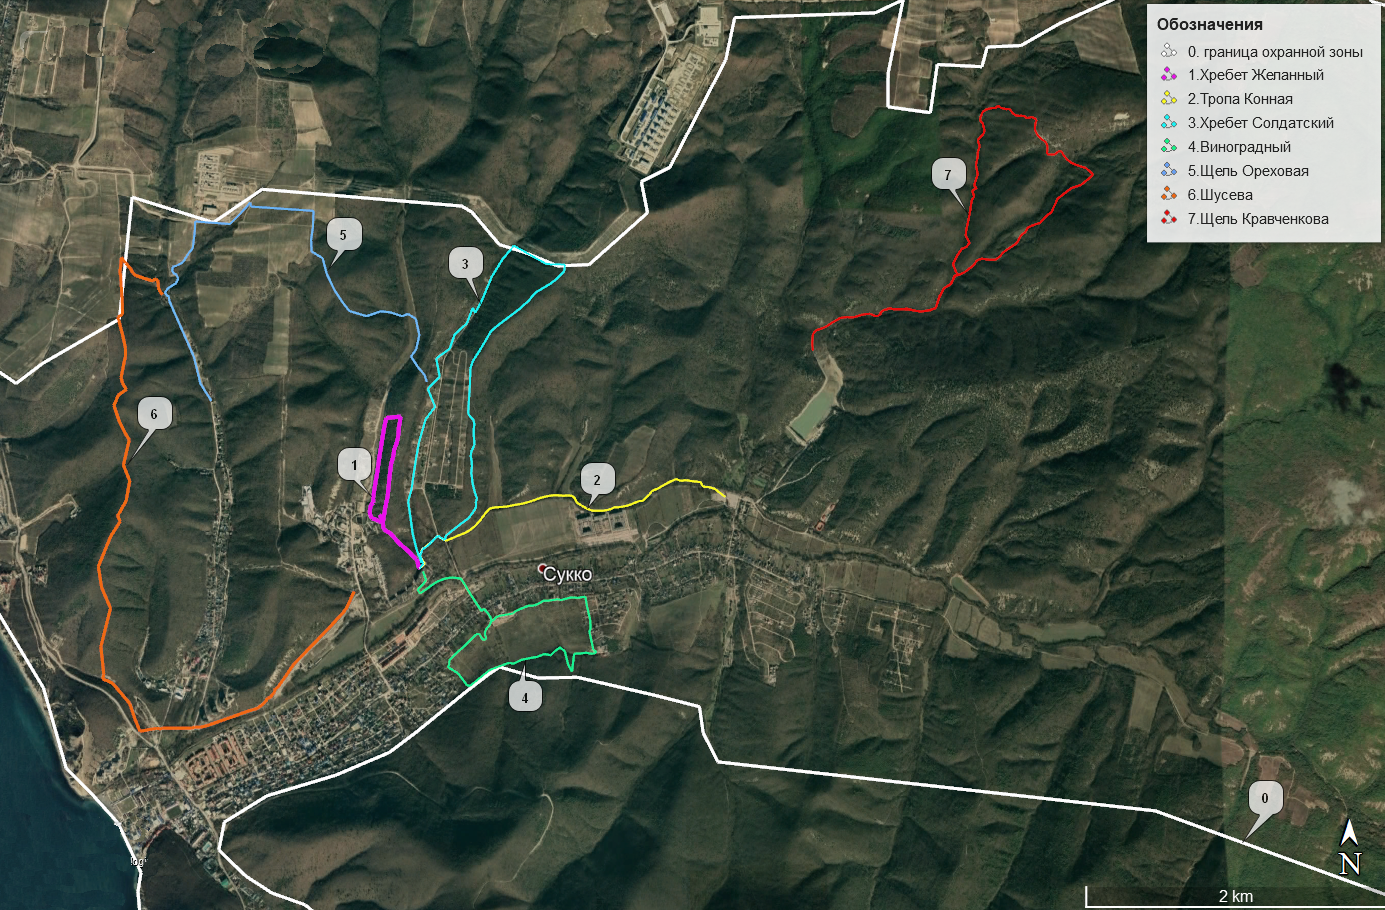 Обозначения
0. граница охранной зоны
1.Хребет Желанный
2.Тропа Конная
3.Хребет Солдатский
4.Виноградный
5.Щель Ореховая
6.Шусева
7.Щель Кравченкова
7
5
3
6
1
2
Сукко
4
0
N
2 km